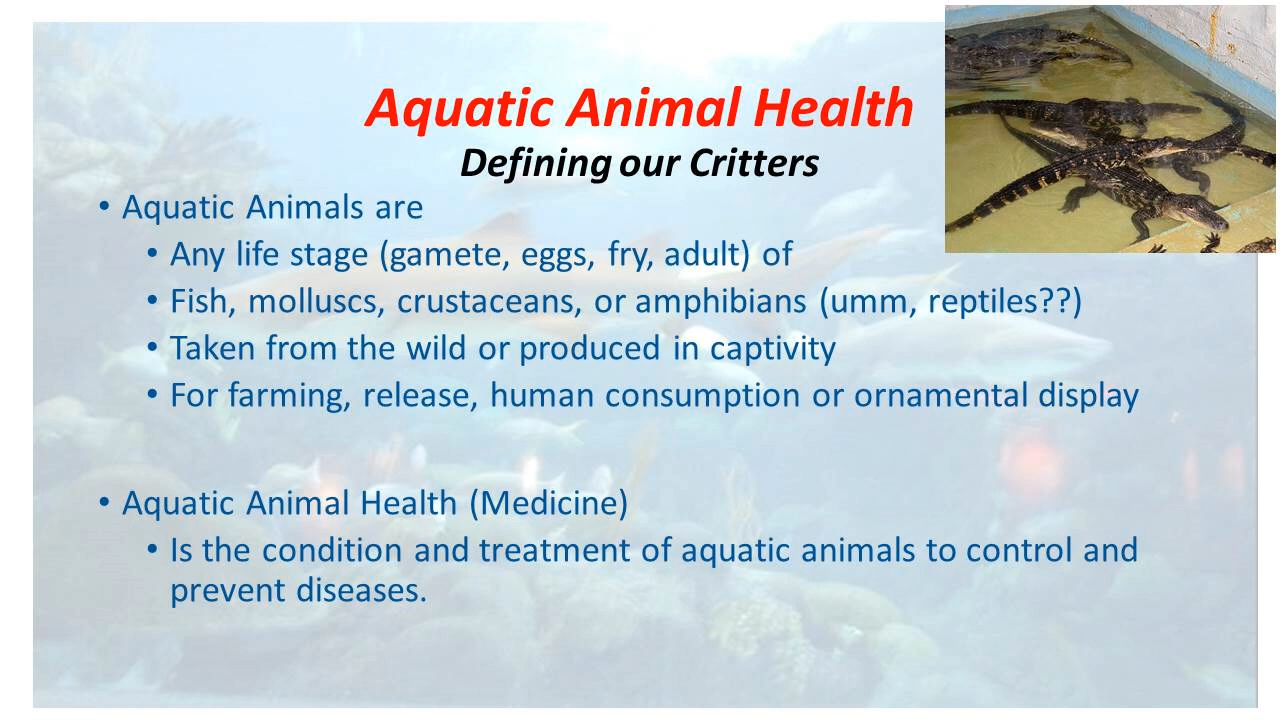 Aquatic Animal Health
Defining our Critters
• Aquatic Animals are
• Any life stage (gamete, eggs, fry, adult) of
• Fish, molluscs, crustaceans, or amphibians (umm, reptiles??)
• Taken from the wild or produced in captivity
• For farming, release, human consumption or ornamental display
• Aquatic Animal Health (Medicine)
• Is the condition and treatment of aquatic animals to control and
prevent diseases.